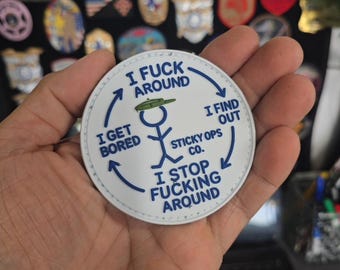 I FUCK
AROUND
I FIND
OUT
I STOP
FUCKING
AROUND
I GET
BORED
STICKY OPS
CO.